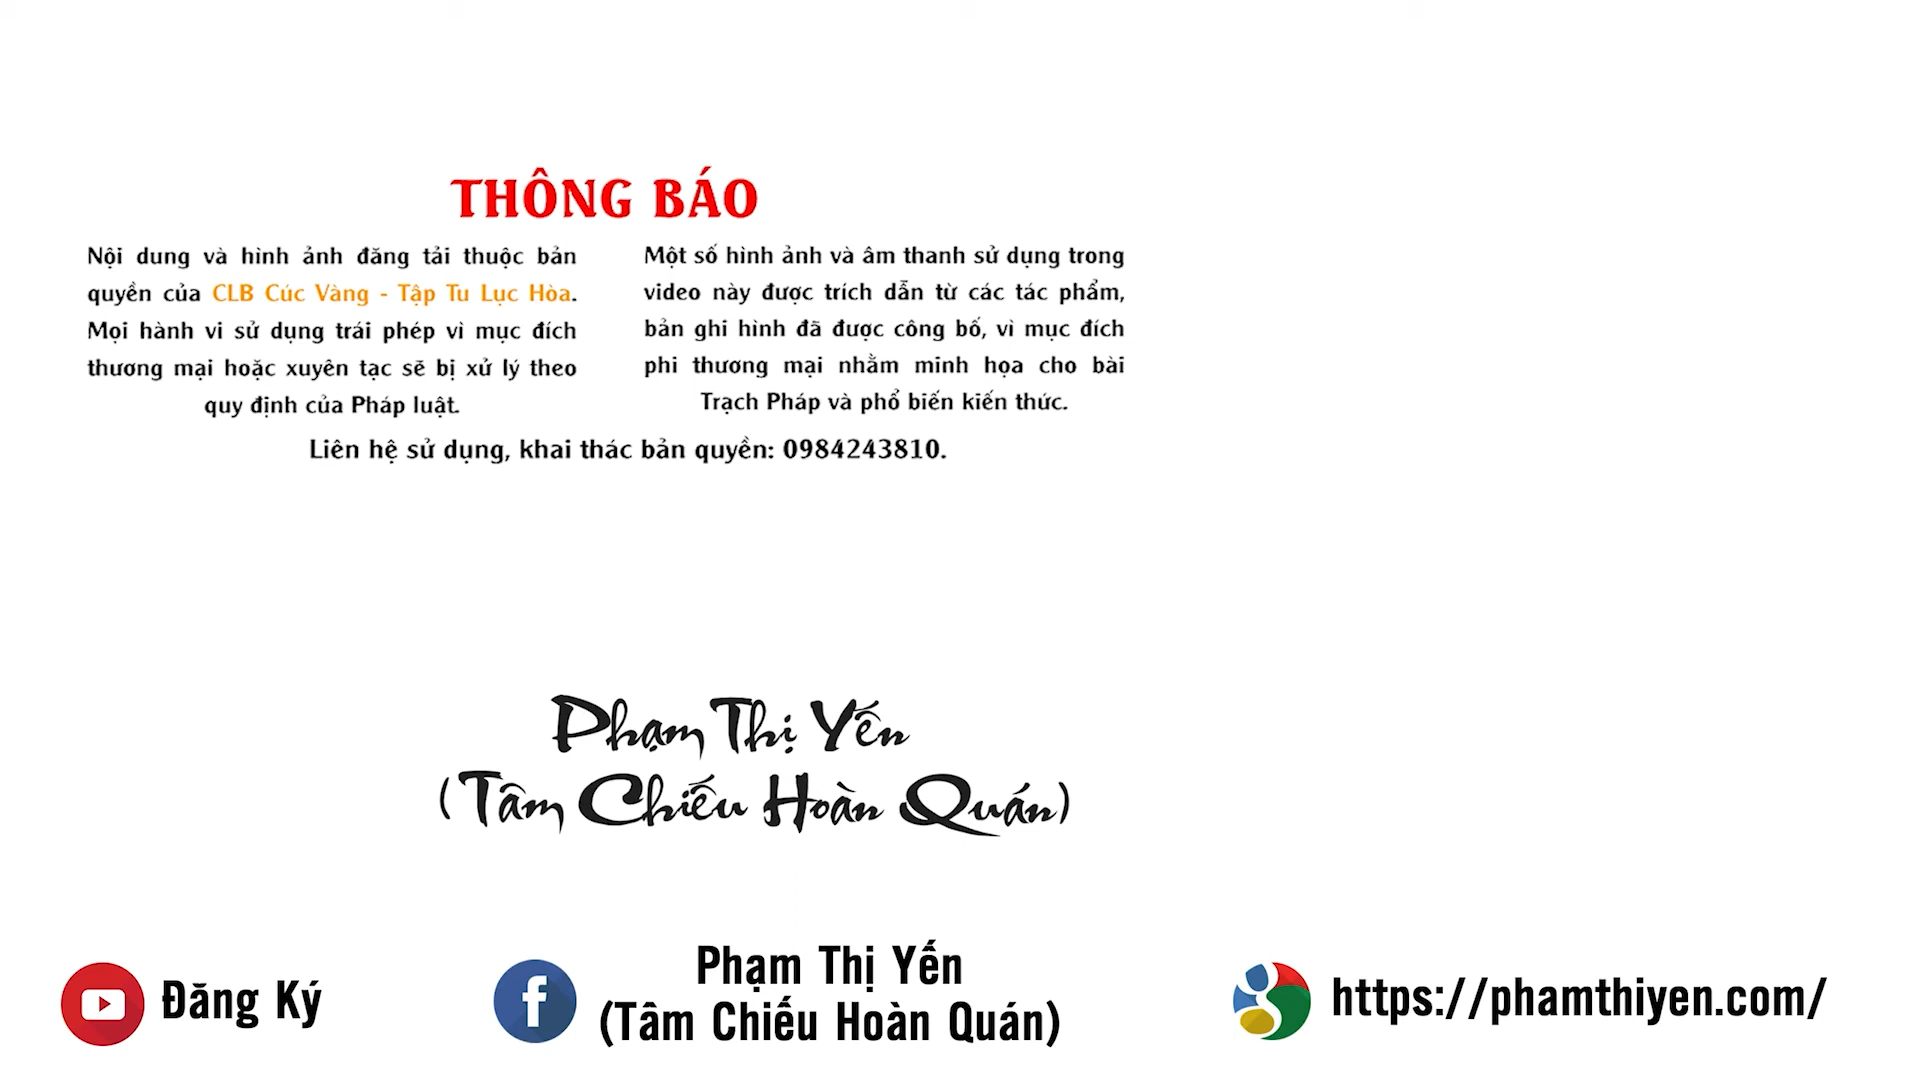 THÔNG BÁO
Nội dung và hình ảnh đăng tải thuộc bản
quyền của CLB Cúc Vàng - Tập Tu Lục Hòa.
Mọi hành vi sử dụng trái phép vì mục đích
thương mại hoặc xuyên tạc sẽ bị xử lý theo
quy định của Pháp luật.
Một số hình ảnh và âm thanh sử dụng trong
video này được trích dẫn từ các tác phẩm,
bản ghi hình đã được công bố, vì mục đích
phi thương mại nhằm minh họa cho bài
Trạch Pháp và phổ biến kiến thức.
Liên hệ sử dụng, khai thác bản quyền: 0984243810.
Phạm Thị Yến
(Tâm Chiếu Hoàn Quán)
Đăng Ký
Phạm Thị Yến
(Tâm Chiếu Hoàn Quán)
https://phamthiyen.com/